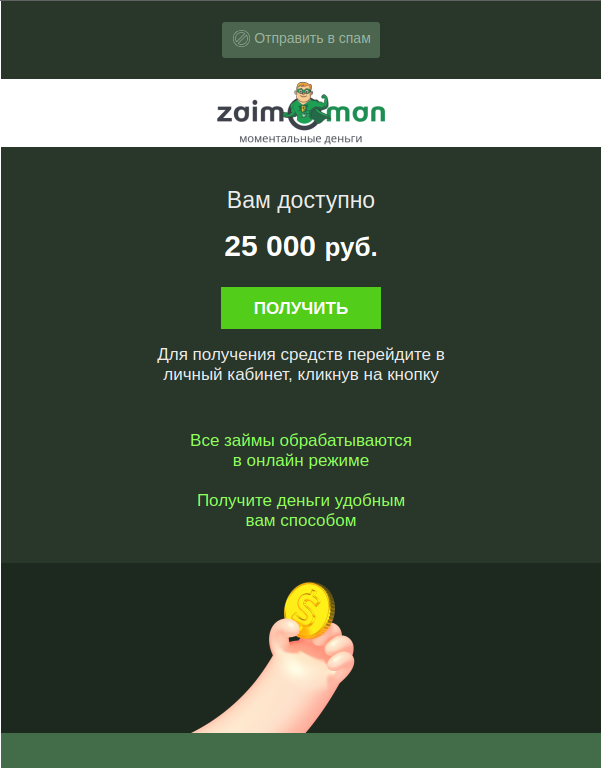 Отправить в спам
zaimoman
моментальные деньги
Вам доступно
25 000 руб.
ПОЛУЧИТЬ
Для получения средств перейдите в
личный кабинет, кликнув на кнопку
Все займы обрабатываются
в онлайн режиме
Получите деньги удобным
вам способом